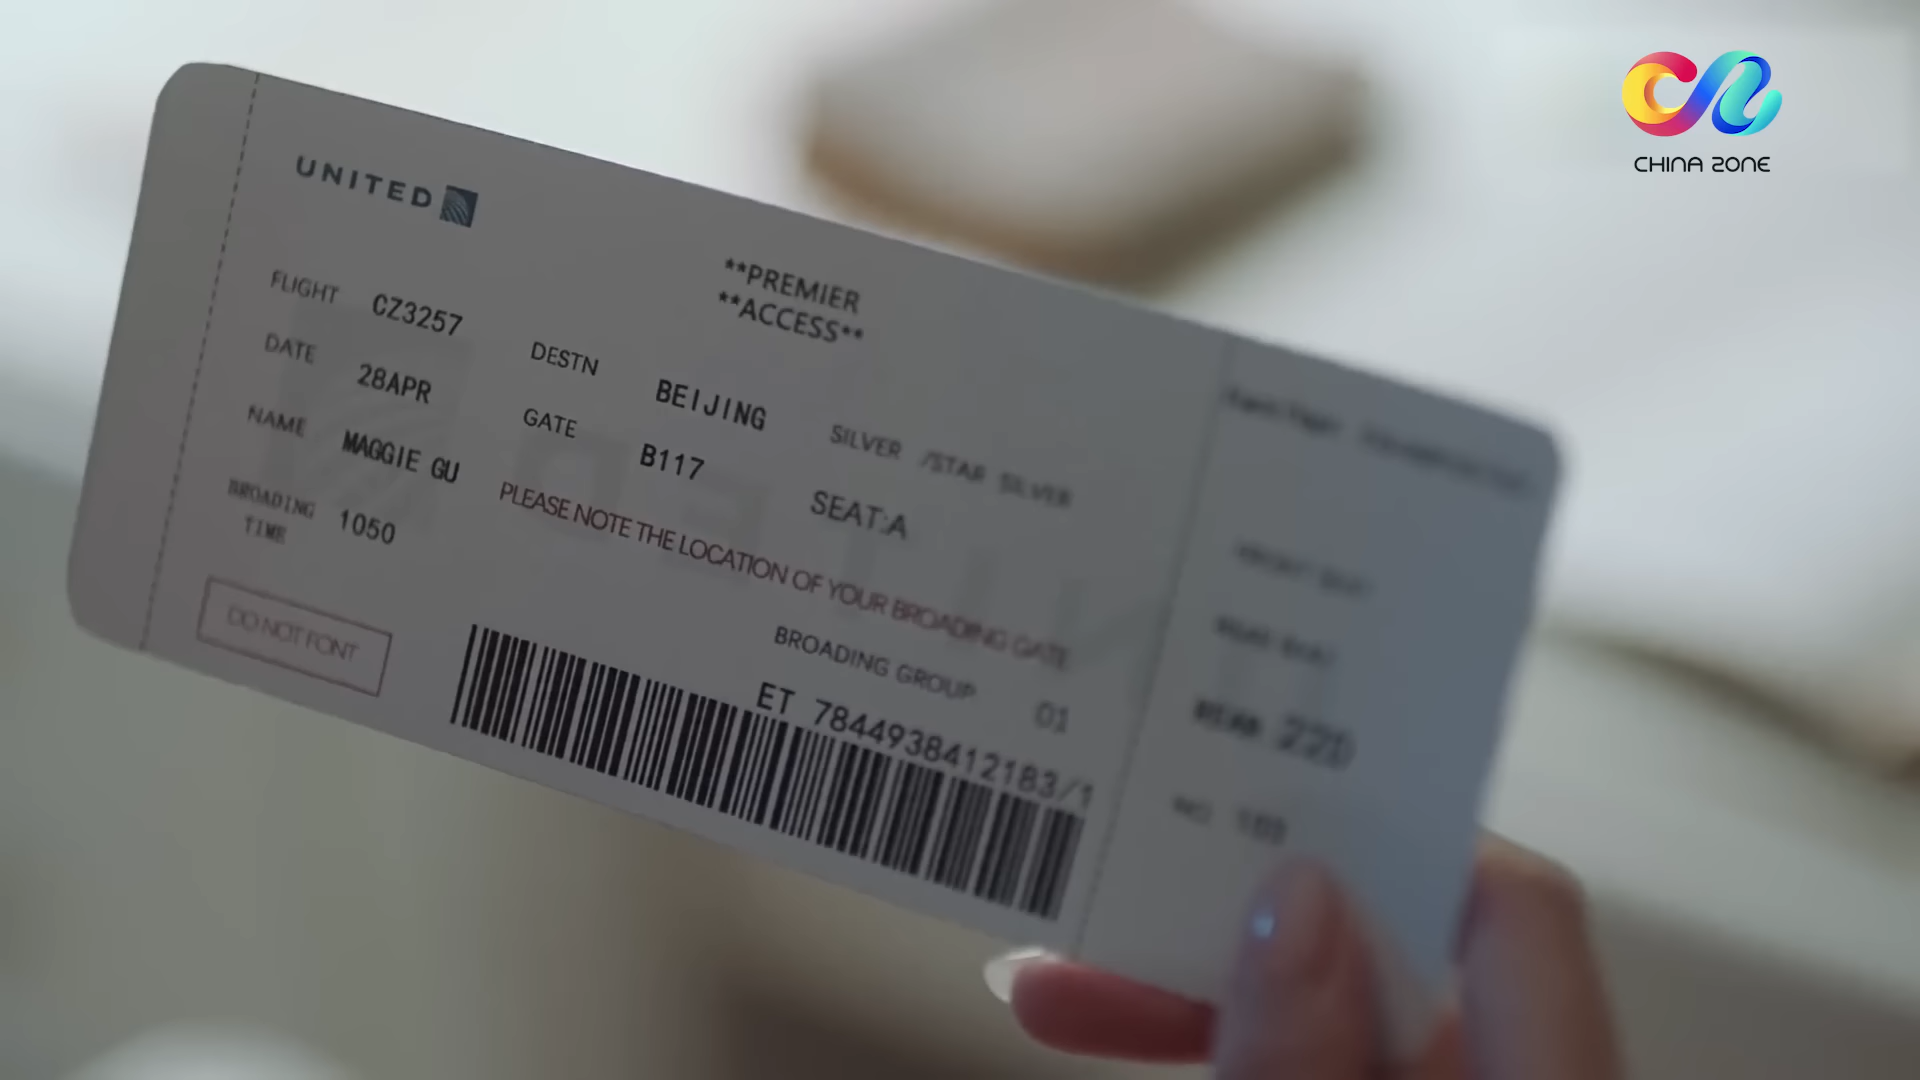 CHINA ZONE
UNITED
**PREMIER
**ACCESS**
FLIGHT CZ3257
DESTN BEIJING
SILVER /STAR SILVER
DATE 28APR
GATE B117
SEAT:A
NAME MAGGIE GU
PLEASE NOTE THE LOCATION OF YOUR BROADING GATE
BROADING
TIME
1050
BROADING GROUP 01
DO NOT FONT
ET 7844938412183/1